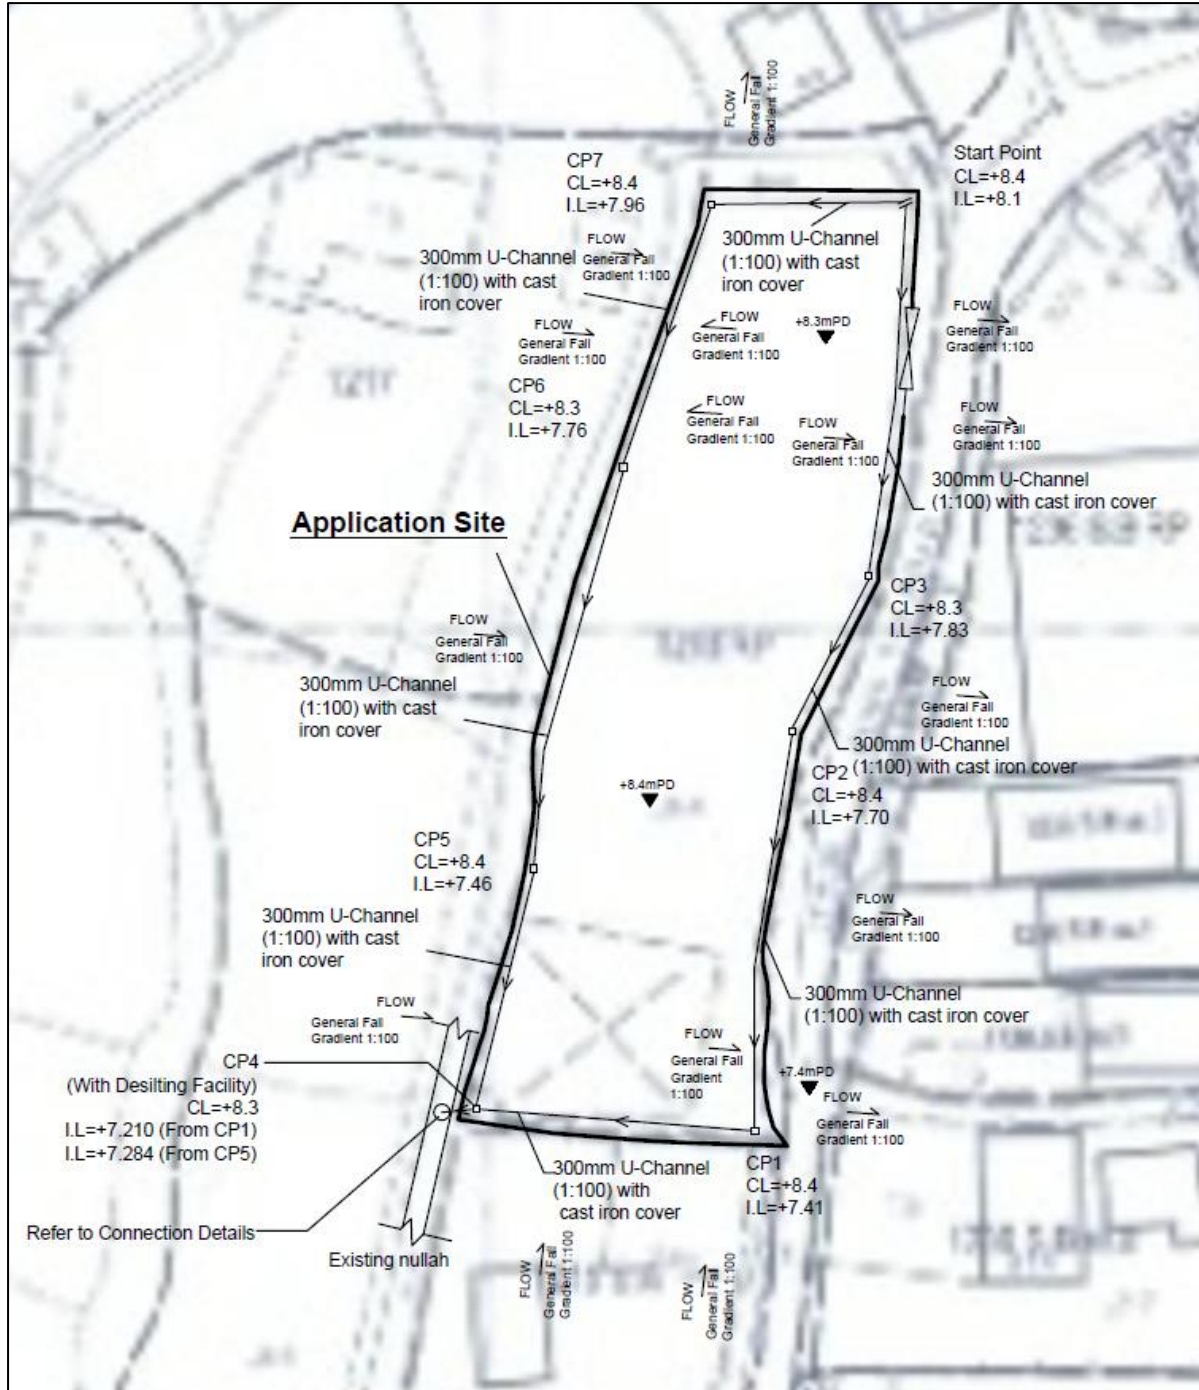 FLOW
General Fall
Gradient 1:100
Start Point
CL=+8.4
I.L=+8.1
CP7
CL=+8.4
I.L=+7.96
300mm U-Channel
(1:100) with cast
iron cover
FLOW
General Fall
Gradient 1:100
300mm U-Channel
(1:100) with cast
iron cover
FLOW
General Fall
Gradient 1:100
FLOW
General Fall
Gradient 1:100
+8.3mPD
FLOW
General Fall
Gradient 1:100
CP6
CL=+8.3
I.L=+7.76
FLOW
General Fall
Gradient 1:100
FLOW
General Fall
Gradient 1:100
FLOW
General Fall
Gradient 1:100
300mm U-Channel
(1:100) with cast iron cover
Application Site
CP3
CL=+8.3
I.L=+7.83
FLOW
General Fall
Gradient 1:100
300mm U-Channel
(1:100) with cast
iron cover
FLOW
General Fall
Gradient 1:100
300mm U-Channel
(1:100) with cast iron cover
CP2
CL=+8.4
I.L=+7.70
+8.4mPD
CP5
CL=+8.4
I.L=+7.46
300mm U-Channel
(1:100) with cast
iron cover
FLOW
General Fall
Gradient 1:100
300mm U-Channel
(1:100) with cast iron cover
FLOW
General Fall
Gradient 1:100
FLOW
General Fall
Gradient
1:100
+7.4mPD
FLOW
General Fall
Gradient 1:100
CP4
(With Desilting Facility)
CL=+8.3
I.L=+7.210 (From CP1)
I.L=+7.284 (From CP5)
300mm U-Channel
(1:100) with
cast iron cover
CP1
CL=+8.4
I.L=+7.41
Refer to Connection Details
Existing nullah
FLOW
General Fall
Gradient 1:100
FLOW
General Fall
Gradient 1:100